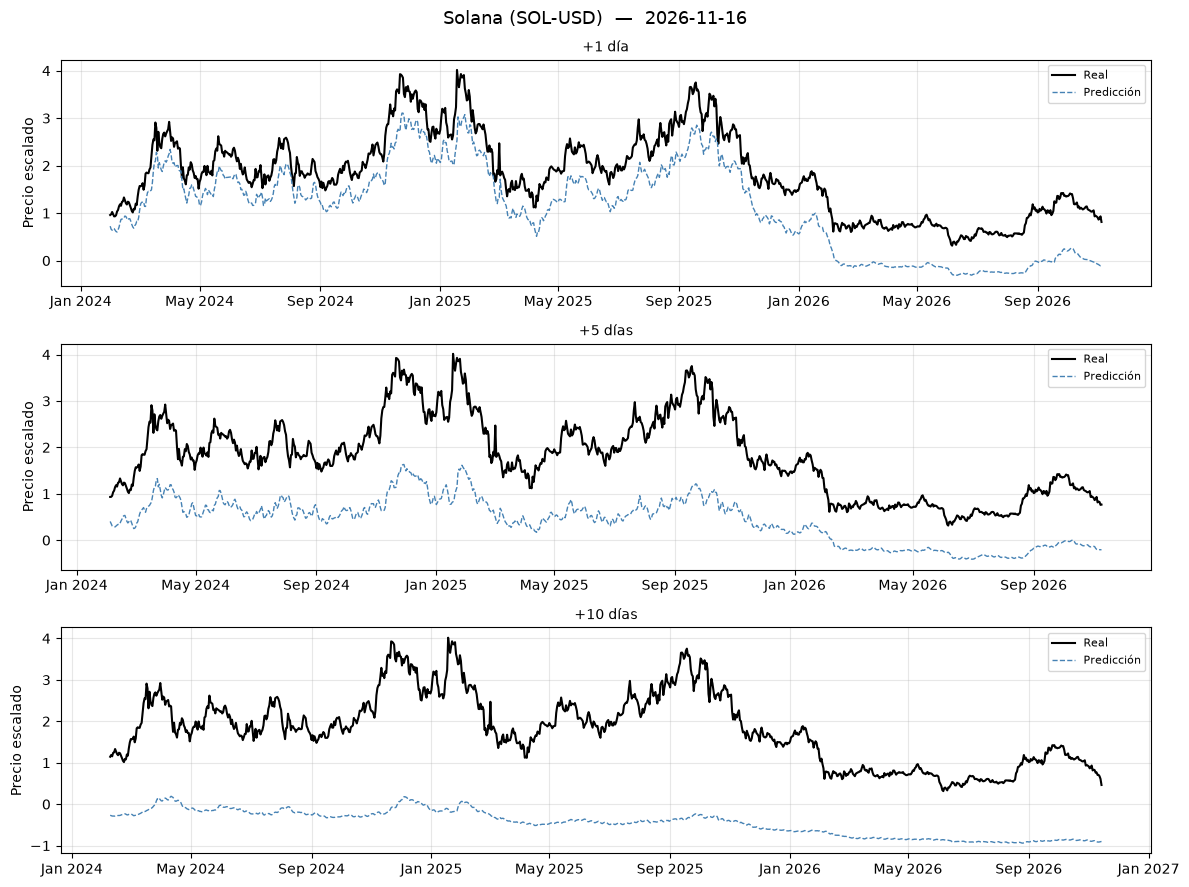 Solana (SOL-USD) — 2026-11-16
+1 día
Precio escalado
4
3
2
1
0
Real
Predicción
Jan 2024 May 2024 Sep 2024 Jan 2025 May 2025 Sep 2025 Jan 2026 May 2026 Sep 2026
+5 días
Precio escalado
4
3
2
1
0
Real
Predicción
Jan 2024 May 2024 Sep 2024 Jan 2025 May 2025 Sep 2025 Jan 2026 May 2026 Sep 2026
+10 días
Precio escalado
4
3
2
1
0
−1
Real
Predicción
Jan 2024 May 2024 Sep 2024 Jan 2025 May 2025 Sep 2025 Jan 2026 May 2026 Sep 2026 Jan 2027